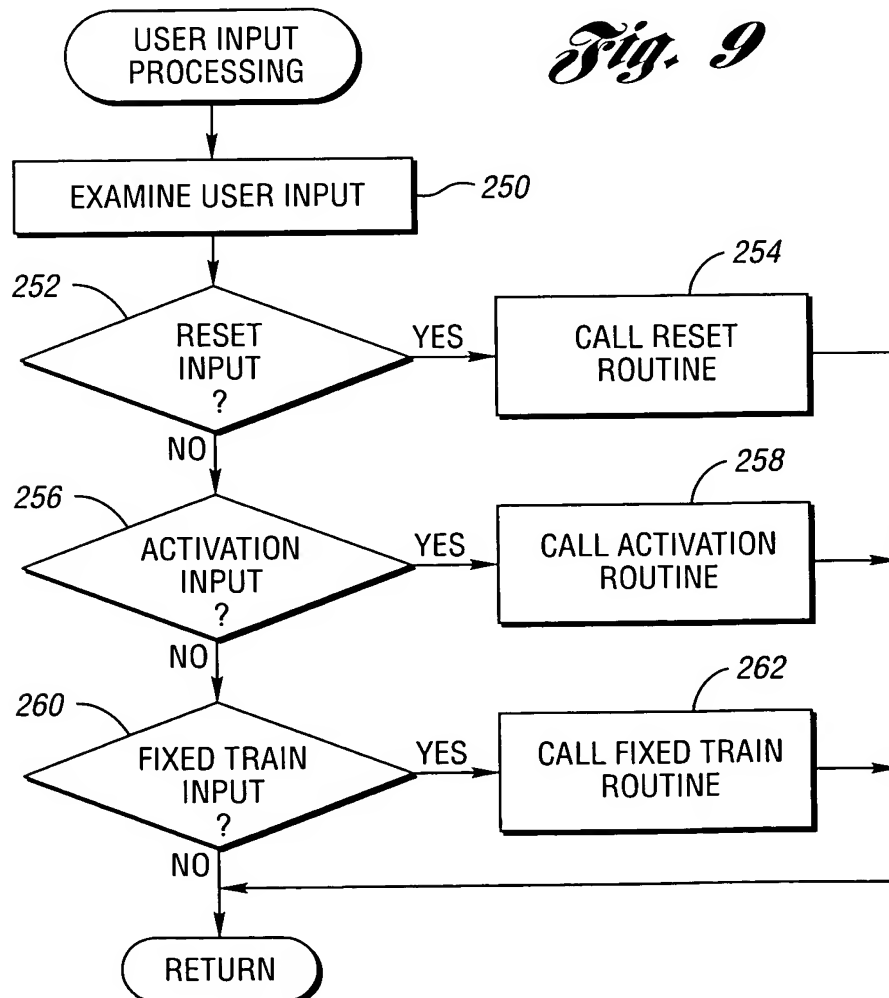 Fig. 9
USER INPUT
PROCESSING
EXAMINE USER INPUT
250
252
RESET
INPUT
?
YES
254
CALL RESET
ROUTINE
NO
256
ACTIVATION
INPUT
?
YES
258
CALL ACTIVATION
ROUTINE
NO
260
FIXED TRAIN
INPUT
?
YES
262
CALL FIXED TRAIN
ROUTINE
NO
RETURN